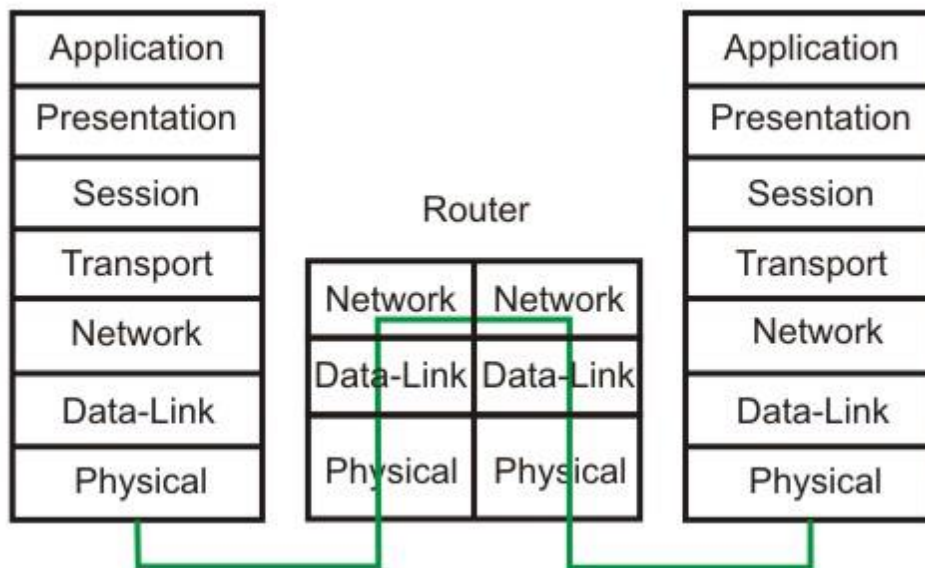 Application
Presentation
Session
Transport
Network
Data-Link
Physical
Router
Network Network
Data-Link Data-Link
Physical Physical
Application
Presentation
Session
Transport
Network
Data-Link
Physical